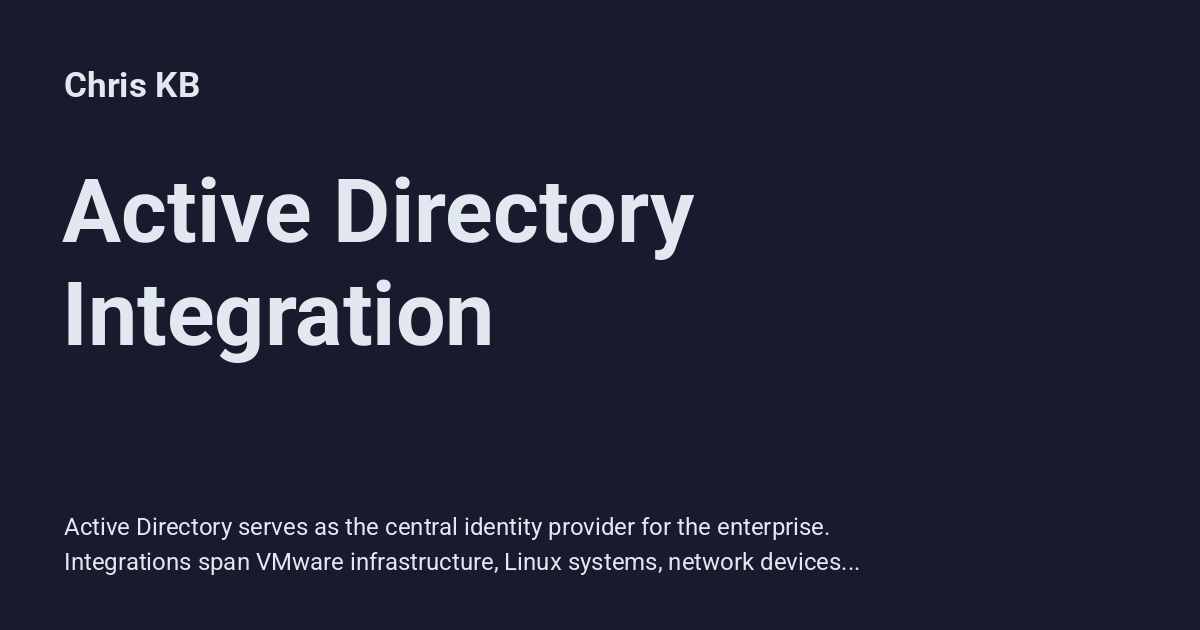 Chris KB
Active Directory
Integration
Active Directory serves as the central identity provider for the enterprise.
Integrations span VMware infrastructure, Linux systems, network devices...